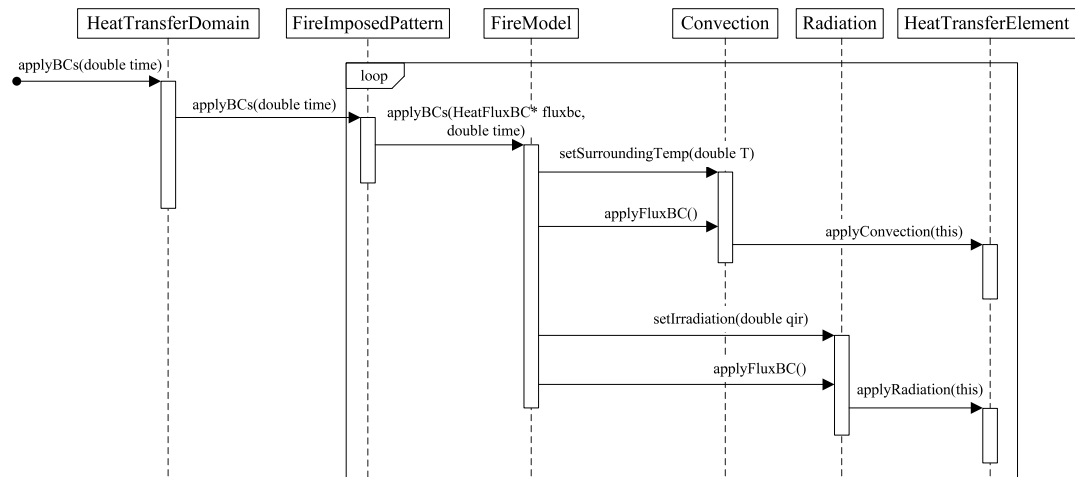 HeatTransferDomain
FireImposedPattern
FireModel
Convection
Radiation
HeatTransferElement
applyBCs(double time)
loop
applyBCs(double time)
applyBCs(HeatFluxBC* fluxbc,
double time)
setSurroundingTemp(double T)
applyFluxBC()
applyConvection(this)
setIrradiation(double qir)
applyFluxBC()
applyRadiation(this)